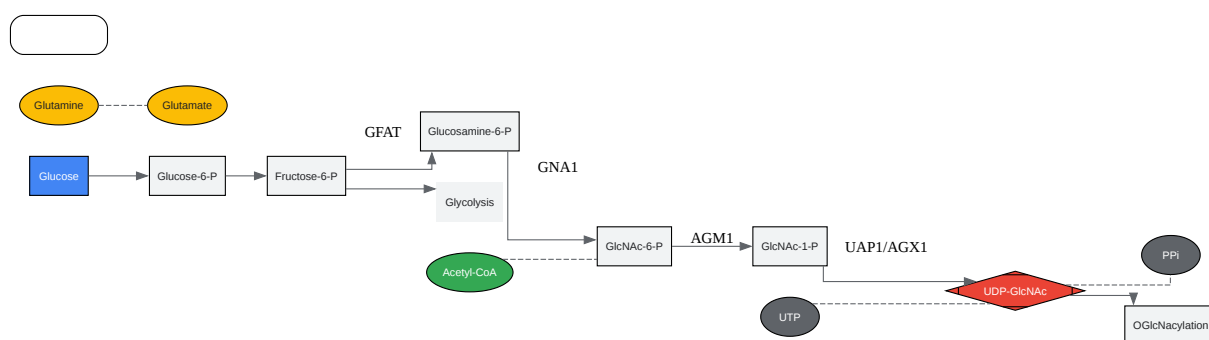 Glutamine
Glutamate
GFAT
Glucosamine-6-P
GNA1
Glucose
Glucose-6-P
Fructose-6-P
Glycolysis
GlcNAc-6-P
AGM1
GlcNAc-1-P
UAP1/AGX1
PPi
Acetyl-CoA
UDP-GlcNAc
UTP
OGlcNacylation